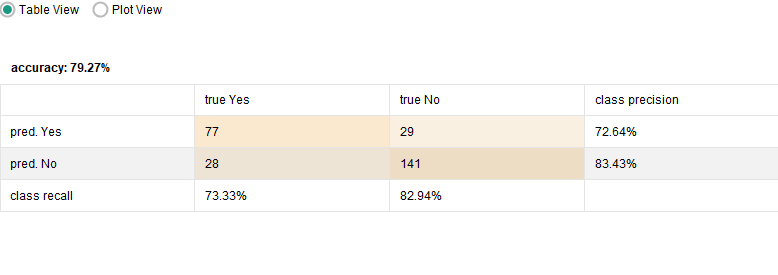 Table View Plot View
accuracy: 79.27%
true Yes true No class precision
pred. Yes 77 29 72.64%
pred. No 28 141 83.43%
class recall 73.33% 82.94%